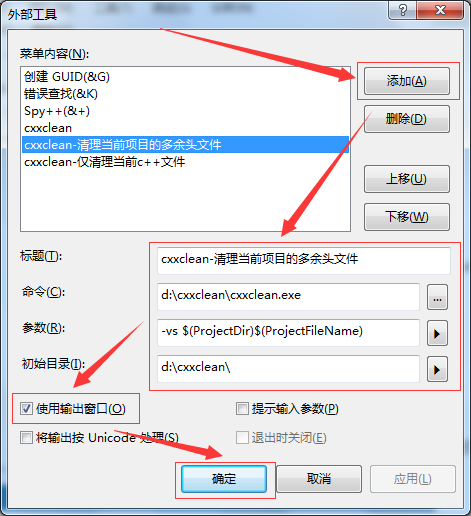 外部工具
菜单内容(N):
创建 GUID(&G)
错误查找(&K)
Spy++(&+)
cxxclean
cxxclean-清理当前项目的多余头文件
cxxclean-仅清理当前c++文件
添加(A)
删除(D)
上移(U)
下移(W)
标题(T):
cxxclean-清理当前项目的多余头文件
命令(C):
d:\cxxclean\cxxclean.exe
...
参数(R):
-vs $(ProjectDir)$(ProjectFileName)
初始目录(I):
d:\cxxclean\
使用输出窗口(O)
提示输入参数(P)
将输出按 Unicode 处理(S)
退出时关闭(E)
确定
取消
应用(L)